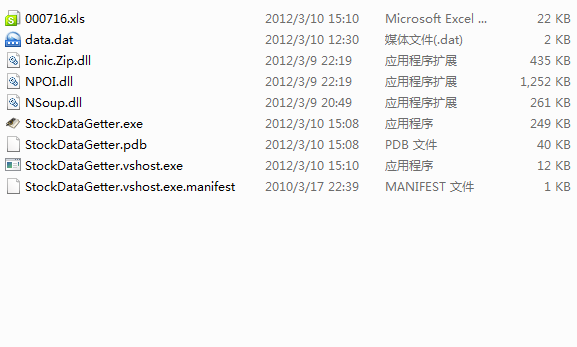 000716.xls 2012/3/10 15:10 Microsoft Excel ... 22 KB
data.dat 2012/3/10 12:30 媒体文件(.dat) 2 KB
Ionic.Zip.dll 2012/3/9 22:19 应用程序扩展 435 KB
NPOI.dll 2012/3/9 22:19 应用程序扩展 1,252 KB
NSoup.dll 2012/3/9 20:49 应用程序扩展 261 KB
StockDataGetter.exe 2012/3/10 15:08 应用程序 249 KB
StockDataGetter.pdb 2012/3/10 15:08 PDB 文件 40 KB
StockDataGetter.vshost.exe 2012/3/10 15:10 应用程序 12 KB
StockDataGetter.vshost.exe.manifest 2010/3/17 22:39 MANIFEST 文件 1 KB